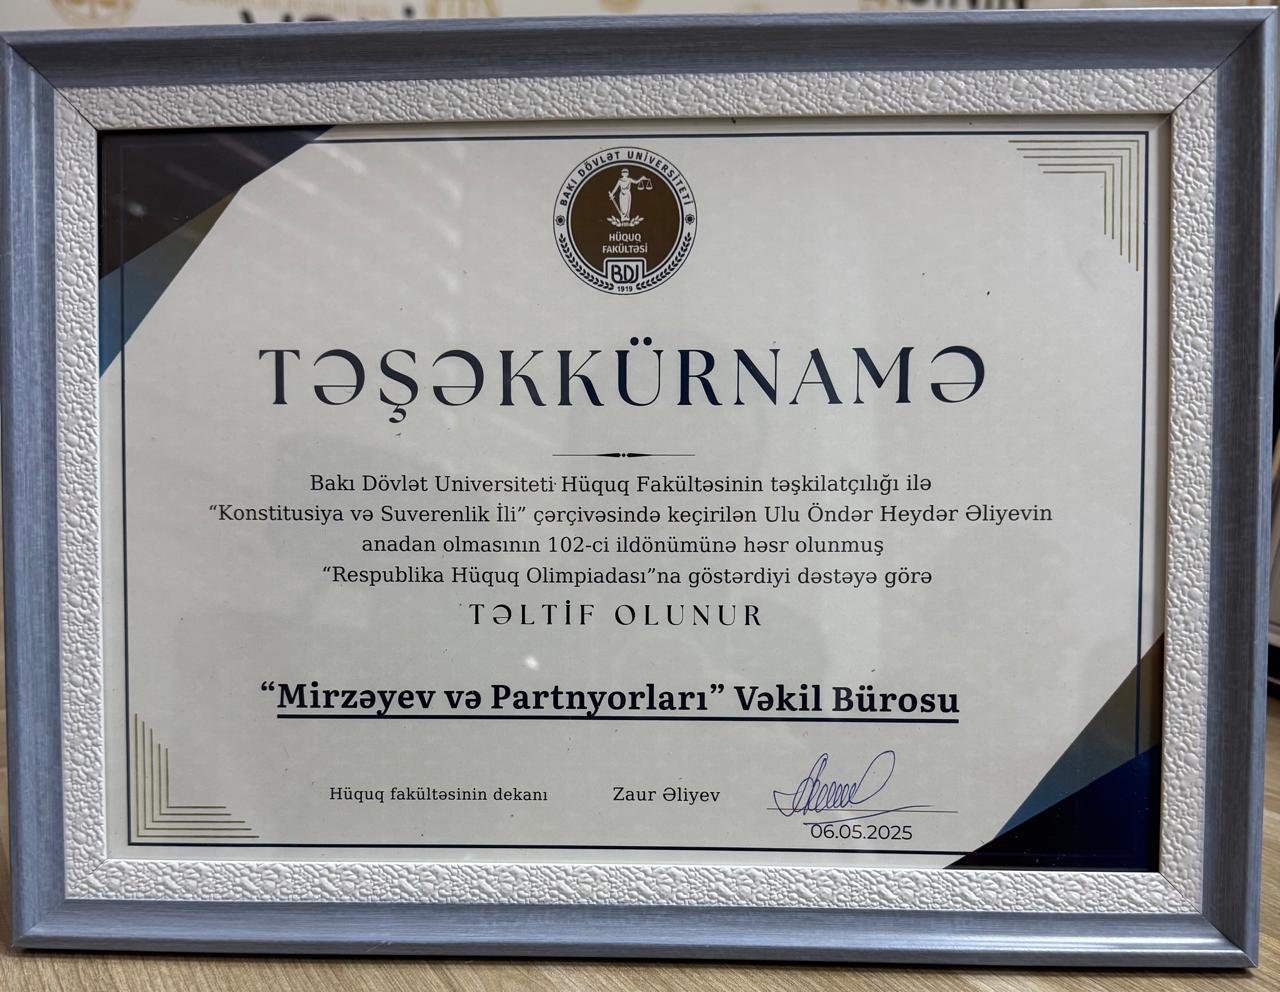 BAKI DÖVLƏT UNİVERSİTETİ
HÜQUQ
FAKÜLTƏSİ
BDU
1919
TƏŞƏKKÜRNAMƏ
Bakı Dövlət Universiteti Hüquq Fakültəsinin təşkilatçılığı ilə
“Konstitusiya və Suverenlik İli” çərçivəsində keçirilən Ulu Öndər Heydər Əliyevin
anadan olmasının 102-ci ildönümünə həsr olunmuş
“Respublika Hüquq Olimpiadası”na göstərdiyi dəstəyə görə
TƏLTİF OLUNUR
“Mirzəyev və Partnyorları” Vəkil Bürosu
Hüquq fakültəsinin dekanı Zaur Əliyev
06.05.2025